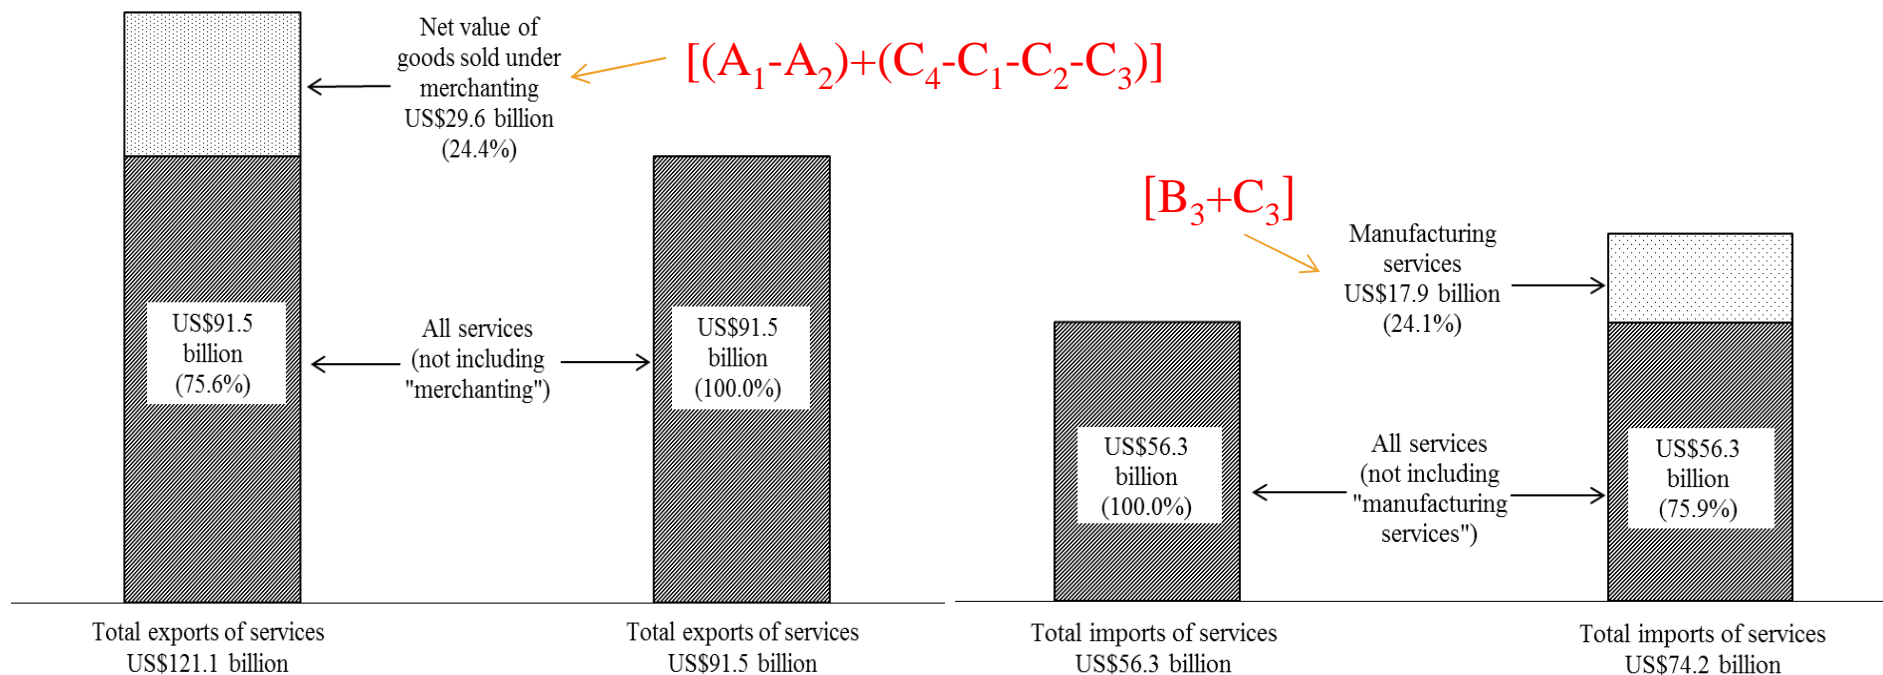 Net value of
goods sold under
merchanting
US$29.6 billion
(24.4%)
[(A₁-A₂)+(C₄-C₁-C₂-C₃)]
US$91.5
billion
(75.6%)
All services
(not including
"merchanting")
US$91.5
billion
(100.0%)
Total exports of services
US$121.1 billion
Total exports of services
US$91.5 billion
[B₃+C₃]
Manufacturing
services
US$17.9 billion
(24.1%)
US$56.3
billion
(100.0%)
All services
(not including
"manufacturing
services")
US$56.3
billion
(75.9%)
Total imports of services
US$56.3 billion
Total imports of services
US$74.2 billion